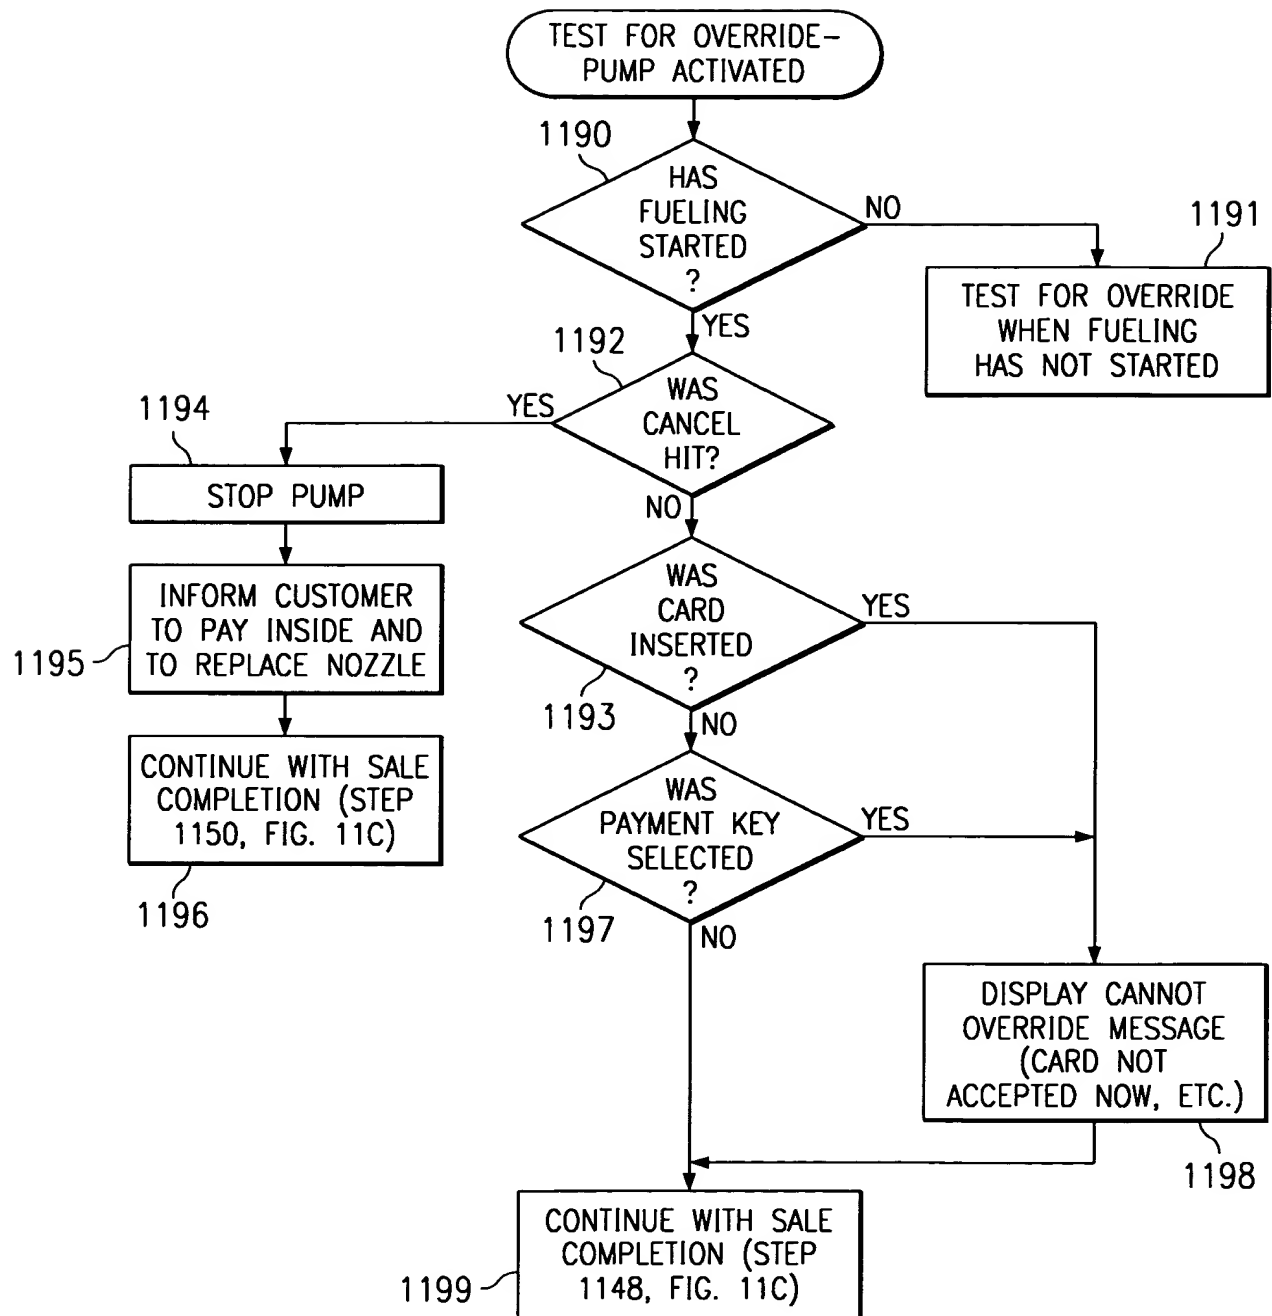 TEST FOR OVERRIDE-
PUMP ACTIVATED
1190
HAS
FUELING
STARTED
?
NO
1191
TEST FOR OVERRIDE
WHEN FUELING
HAS NOT STARTED
YES
1192
WAS
CANCEL
HIT?
YES
1194
STOP PUMP
INFORM CUSTOMER
TO PAY INSIDE AND
TO REPLACE NOZZLE
1195
CONTINUE WITH SALE
COMPLETION (STEP
1150, FIG. 11C)
1196
NO
WAS
CARD
INSERTED
?
YES
1193
NO
WAS
PAYMENT KEY
SELECTED
?
YES
1197
NO
DISPLAY CANNOT
OVERRIDE MESSAGE
(CARD NOT
ACCEPTED NOW, ETC.)
1198
CONTINUE WITH SALE
COMPLETION (STEP
1148, FIG. 11C)
1199